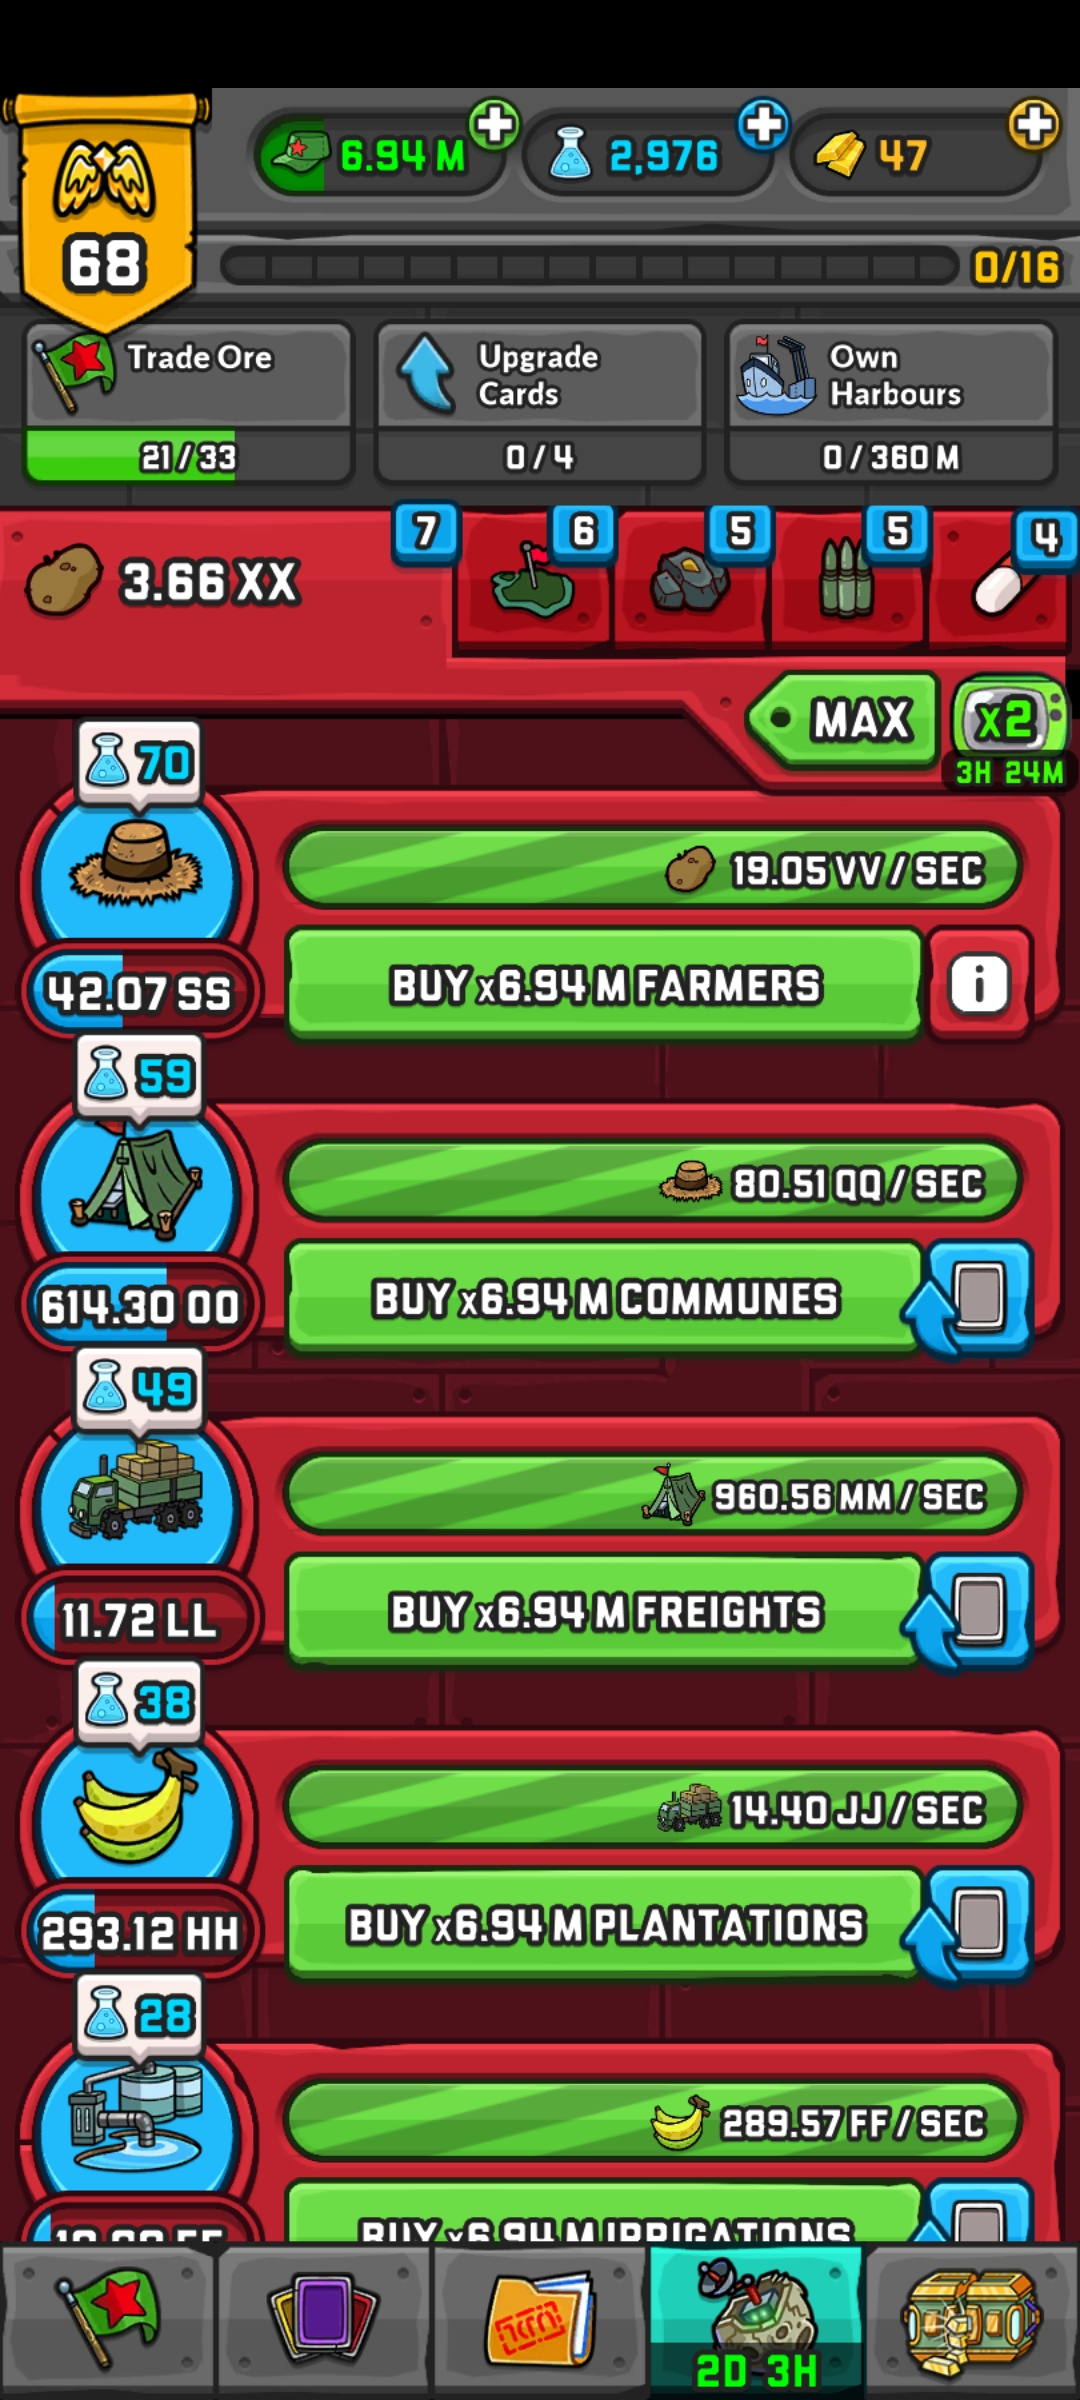 6.94 M
2,976
47
68
0/16
Trade Ore
21/33
Upgrade
Cards
0/4
Own
Harbours
0/360 M
3.66 XX
7
6
5
5
4
MAX
x2
3H 24M
70
19.05 VV/SEC
42.07 SS
BUY x6.94 M FARMERS
i
59
80.51 QQ/SEC
614.30 OO
BUY x6.94 M COMMUNES
49
960.56 MM/SEC
11.72 LL
BUY x6.94 M FREIGHTS
38
14.40 JJ/SEC
293.12 HH
BUY x6.94 M PLANTATIONS
28
289.57 FF/SEC
BUY x6.94 M IRRIGATIONS
2D 3H